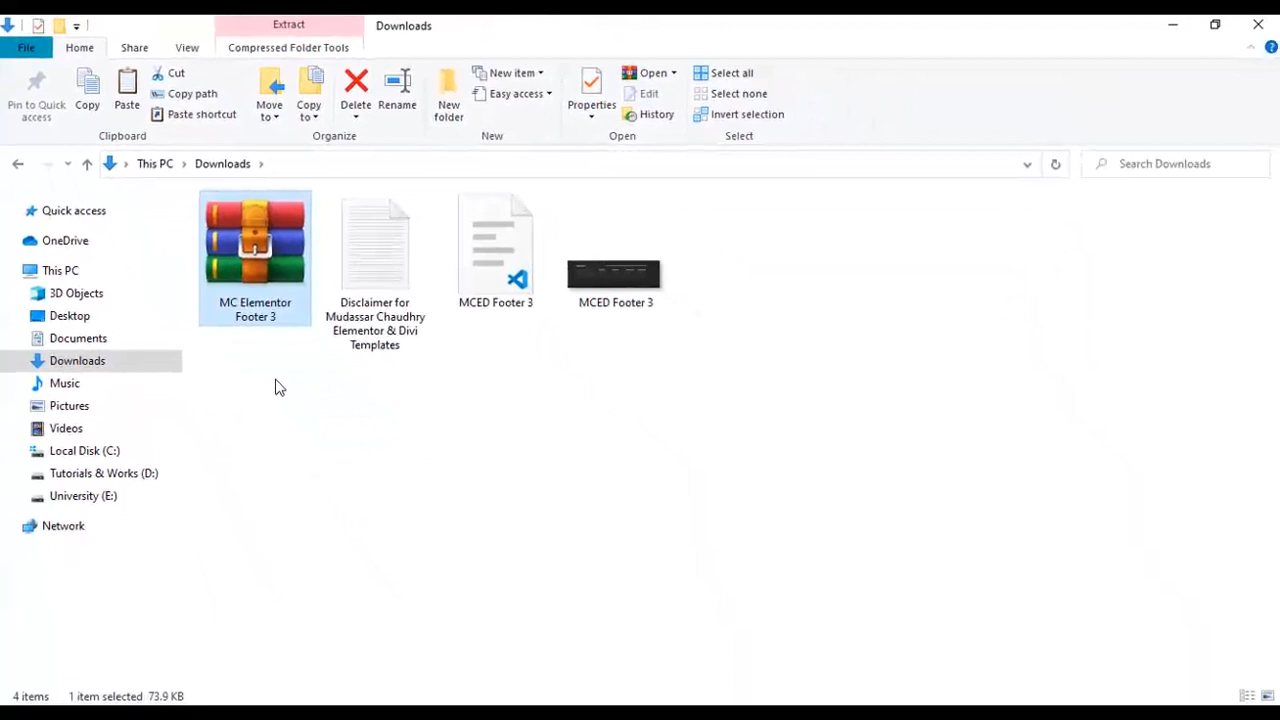 Extract
Downloads
File
Home
Share
View
Compressed Folder Tools
Pin to Quick
access
Copy
Paste
Cut
Copy path
Paste shortcut
Clipboard
Move
to
Copy
to
Delete
Rename
Organize
New
folder
New item
Easy access
New
Properties
Open
Edit
History
Open
Select all
Select none
Invert selection
Select
This PC
Downloads
Search Downloads
Quick access
OneDrive
This PC
3D Objects
Desktop
Documents
Downloads
Music
Pictures
Videos
Local Disk (C:)
Tutorials & Works (D:)
University (E:)
Network
MC Elementor
Footer 3
Disclaimer for
Mudassar Chaudhry
Elementor & Divi
Templates
MCED Footer 3
MCED Footer 3
4 items
1 item selected 73.9 KB